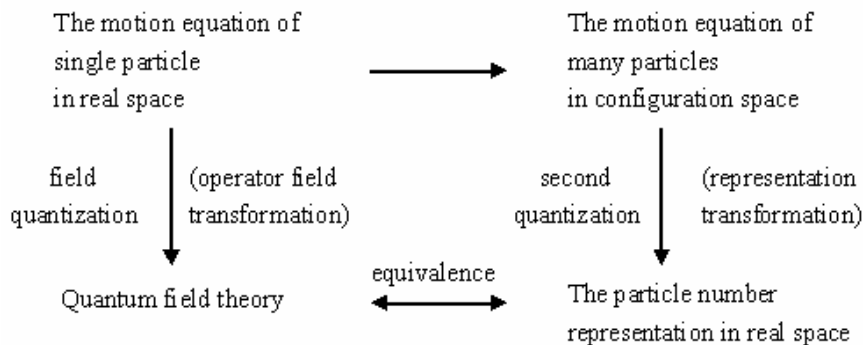 The motion equation of
single particle
in real space
The motion equation of
many particles
in configuration space
field
quantization
(operator field
transformation)
second
quantization
(representation
transformation)
Quantum field theory
equivalence
The particle number
representation in real space